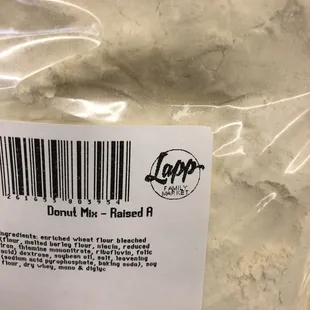 Lapp
FAMILY
MARKET
Donut Mix - Raised A
Ingredients: enriched wheat flour bleached
(flour, malted barley flour, niacin, reduced
iron, thiamine mononitrate, riboflavin, folic
acid) dextrose, soybean oil, salt, leavening
(sodium acid pyrophosphate, baking soda), soy
flour, dry whey, mono & diglyc